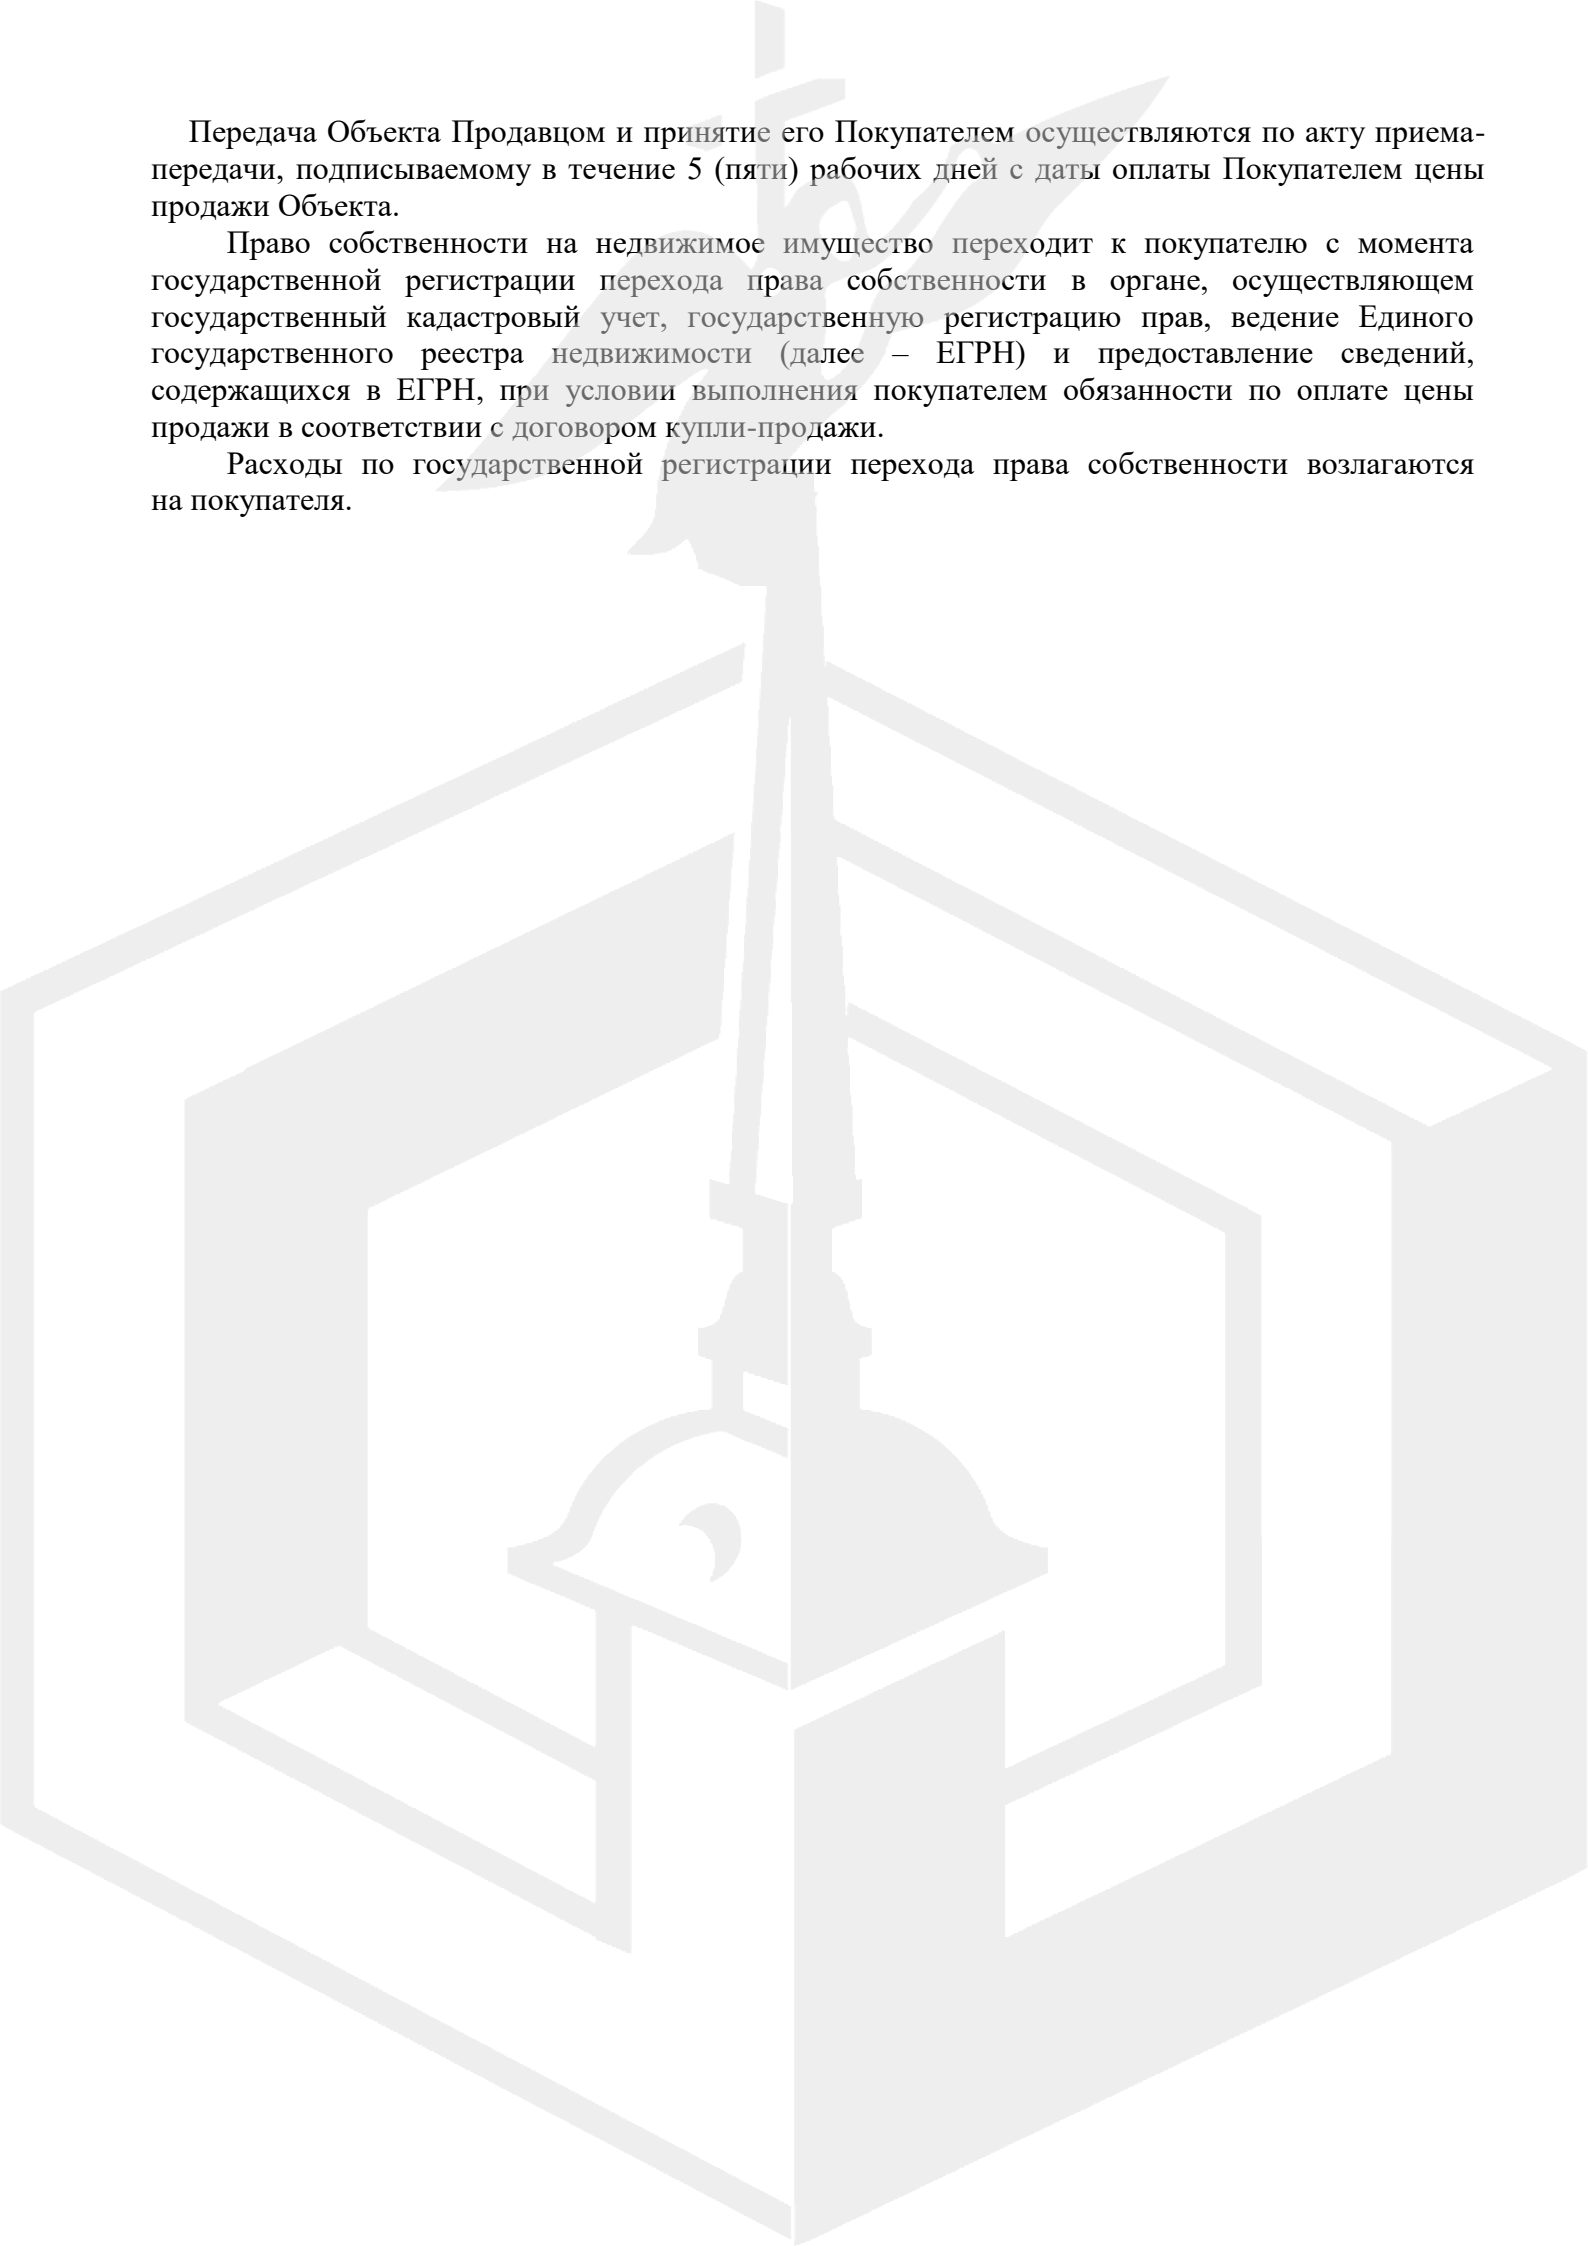 Передача Объекта Продавцом и принятие его Покупателем осуществляются по акту приема-
передачи, подписываемому в течение 5 (пяти) рабочих дней с даты оплаты Покупателем цены
продажи Объекта.
Право собственности на недвижимое имущество переходит к покупателю с момента
государственной регистрации перехода права собственности в органе, осуществляющем
государственный кадастровый учет, государственную регистрацию прав, ведение Единого
государственного реестра недвижимости (далее – ЕГРН) и предоставление сведений,
содержащихся в ЕГРН, при условии выполнения покупателем обязанности по оплате цены
продажи в соответствии с договором купли-продажи.
Расходы по государственной регистрации перехода права собственности возлагаются
на покупателя.